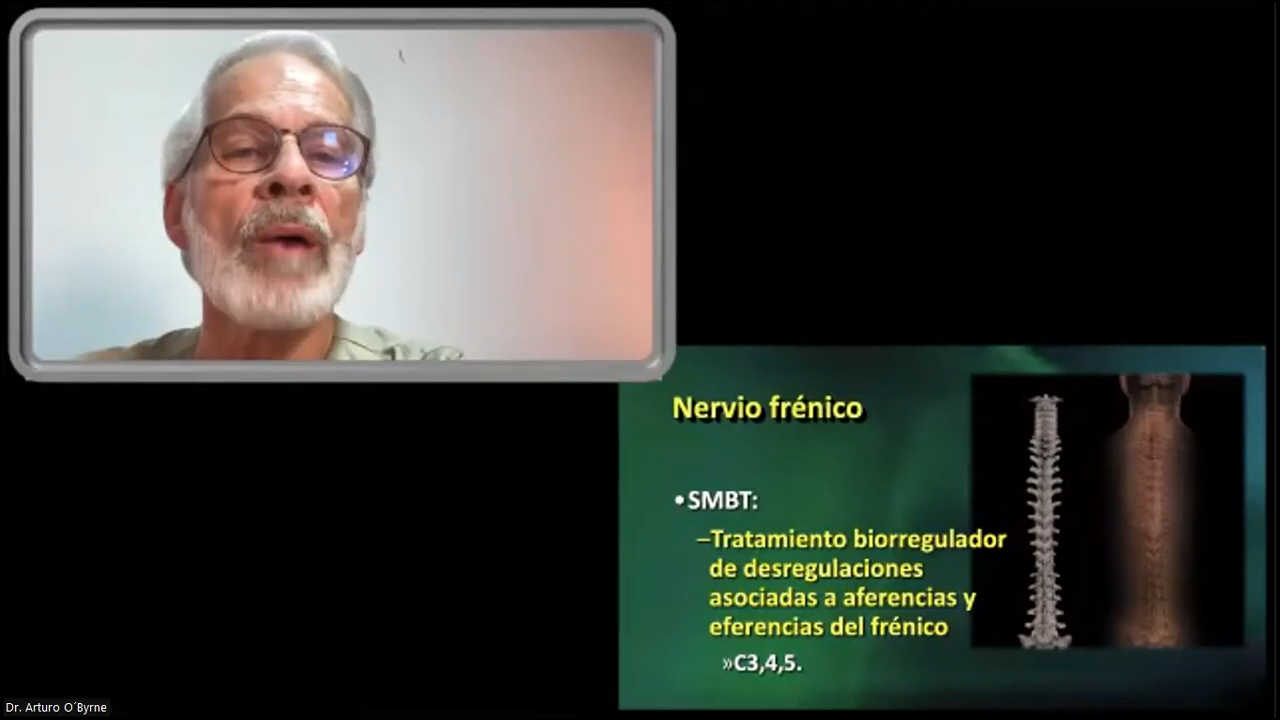 Nervio frénico
•SMBT:
–Tratamiento biorregulador
de desregulaciones
asociadas a aferencias y
eferencias del frénico
»C3,4,5.
Dr. Arturo O´Byrne